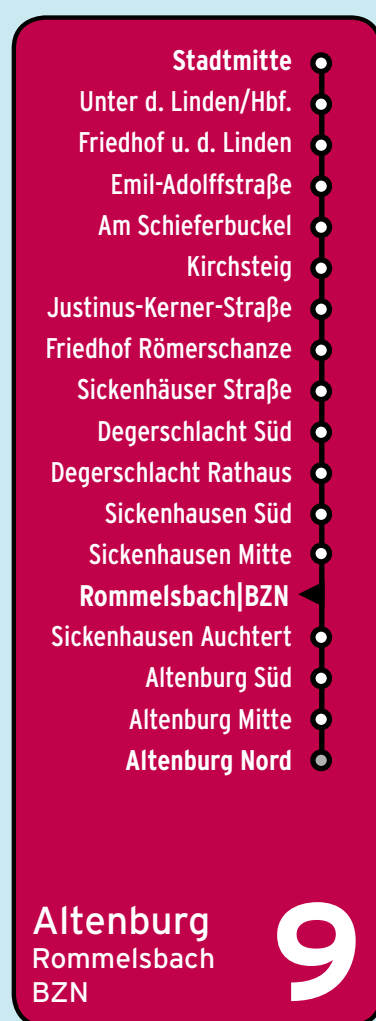 Stadtmitte
Unter d. Linden/Hbf.
Friedhof u. d. Linden
Emil-Adolffstraße
Am Schieferbuckel
Kirchsteig
Justinus-Kerner-Straße
Friedhof Römerschanze
Sickenhäuser Straße
Degerschlacht Süd
Degerschlacht Rathaus
Sickenhausen Süd
Sickenhausen Mitte
Rommelsbach|BZN
Sickenhausen Auchtert
Altenburg Süd
Altenburg Mitte
Altenburg Nord
Altenburg
Rommelsbach
BZN
9